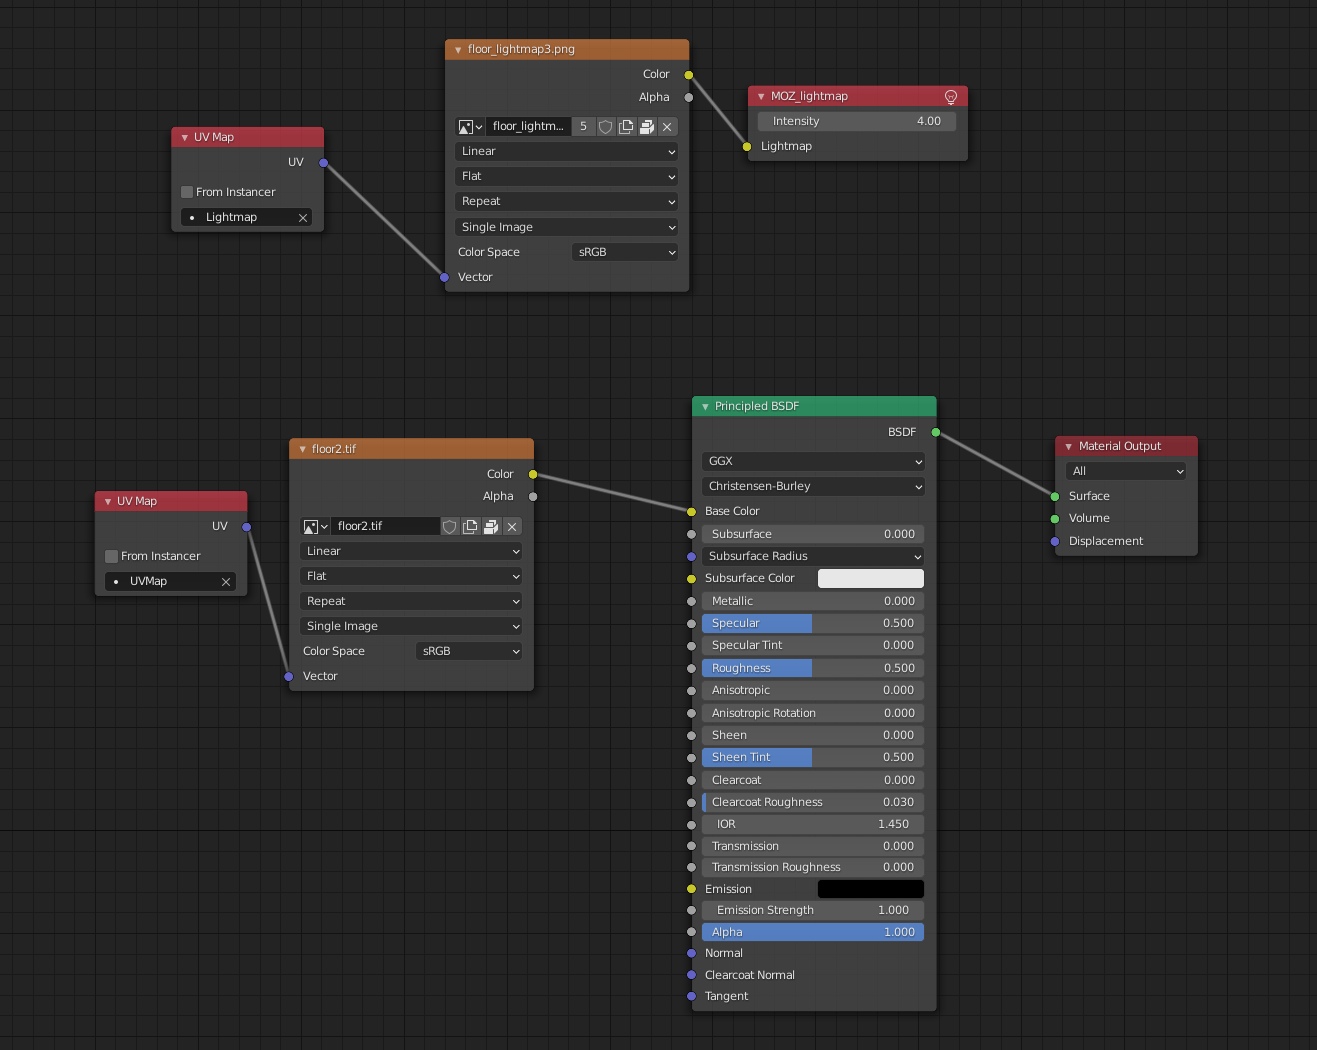 UV Map
UV
From Instancer
Lightmap
floor_lightmap3.png
Color
Alpha
floor_lightm...
5
Linear
Flat
Repeat
Single Image
Color Space sRGB
Vector
MOZ_lightmap
Intensity 4.00
Lightmap
UV Map
UV
From Instancer
UVMap
floor2.tif
Color
Alpha
floor2.tif
Linear
Flat
Repeat
Single Image
Color Space sRGB
Vector
Principled BSDF
BSDF
GGX
Christensen-Burley
Base Color
Subsurface 0.000
Subsurface Radius
Subsurface Color
Metallic 0.000
Specular 0.500
Specular Tint 0.000
Roughness 0.500
Anisotropic 0.000
Anisotropic Rotation 0.000
Sheen 0.000
Sheen Tint 0.500
Clearcoat 0.000
Clearcoat Roughness 0.030
IOR 1.450
Transmission 0.000
Transmission Roughness 0.000
Emission
Emission Strength 1.000
Alpha 1.000
Normal
Clearcoat Normal
Tangent
Material Output
All
Surface
Volume
Displacement